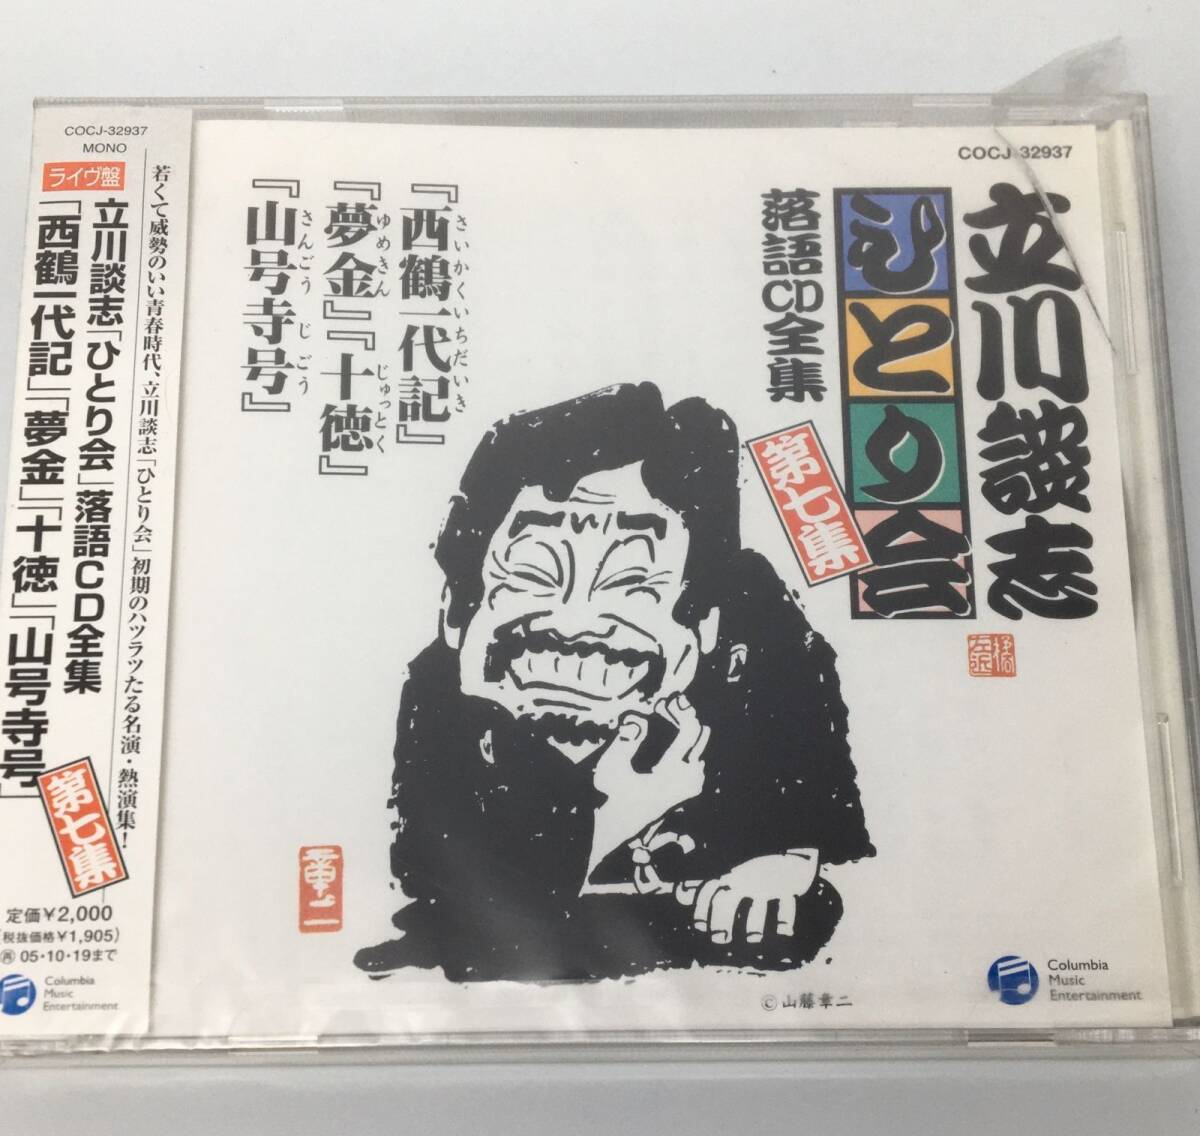 COCJ-32937
MONO
ライヴ盤
若くて威勢のいい青春時代、立川談志「ひとり会」初期のハツラツたる名演・熱演集!
立川談志「ひとり会」落語CD全集
「西鶴一代記」「夢金」「十徳」「山号寺号」
第七集
定価¥2,000
(税抜価格¥1,905)
再 05・10・19まで
Columbia
Music
Entertainment
COCJ-32937
立川談志
ひとり会
落語CD全集
第七集
『西鶴一代記』
さいかくいちだいき
『夢金』『十徳』
ゆめきん じゅっとく
『山号寺号』
さんごうじごう
章二
©山藤章二
Columbia
Music
Entertainment